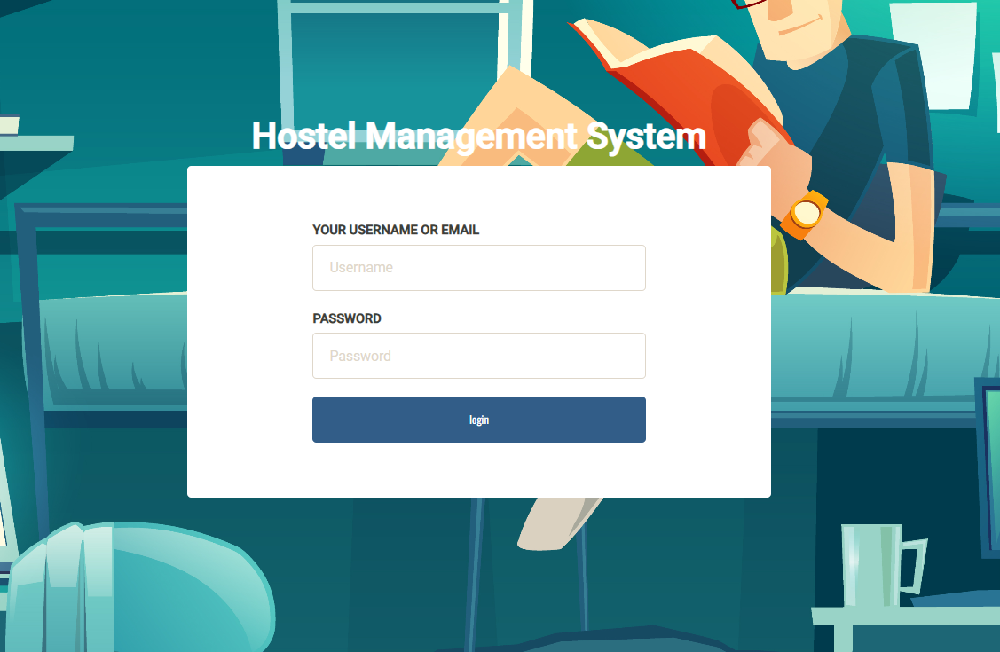 Hostel Management System
YOUR USERNAME OR EMAIL
Username
PASSWORD
Password
login